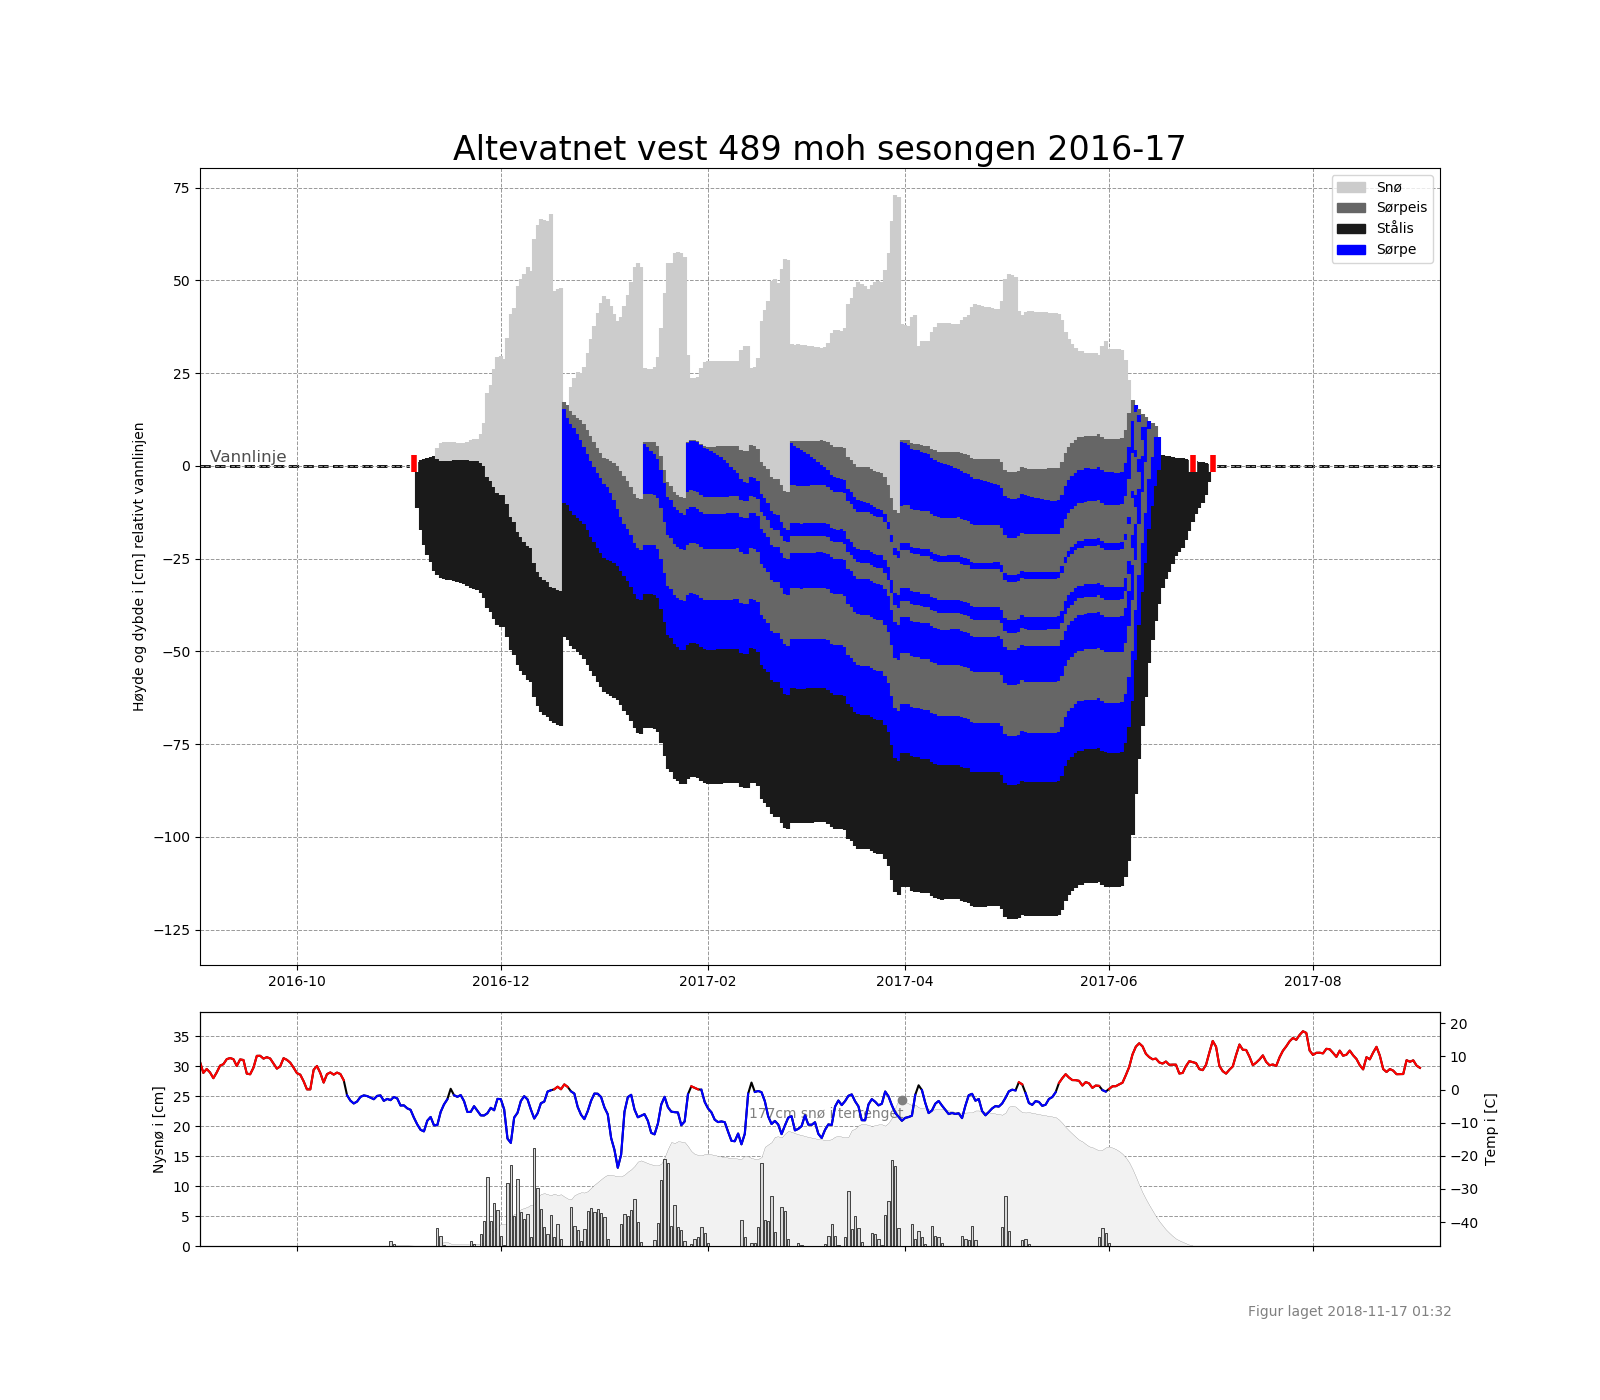 Altevatnet vest 489 moh sesongen 2016-17
Snø
Sørpeis
Stålis
Sørpe
Vannlinje
Høyde og dybde i [cm] relativt vannlinjen
75
50
25
0
−25
−50
−75
−100
−125
2016-10
2016-12
2017-02
2017-04
2017-06
2017-08
Nysnø i [cm]
35
30
25
20
15
10
5
0
177cm snø i terrenget
20
10
0
−10
−20
−30
−40
Temp i [C]
Figur laget 2018-11-17 01:32